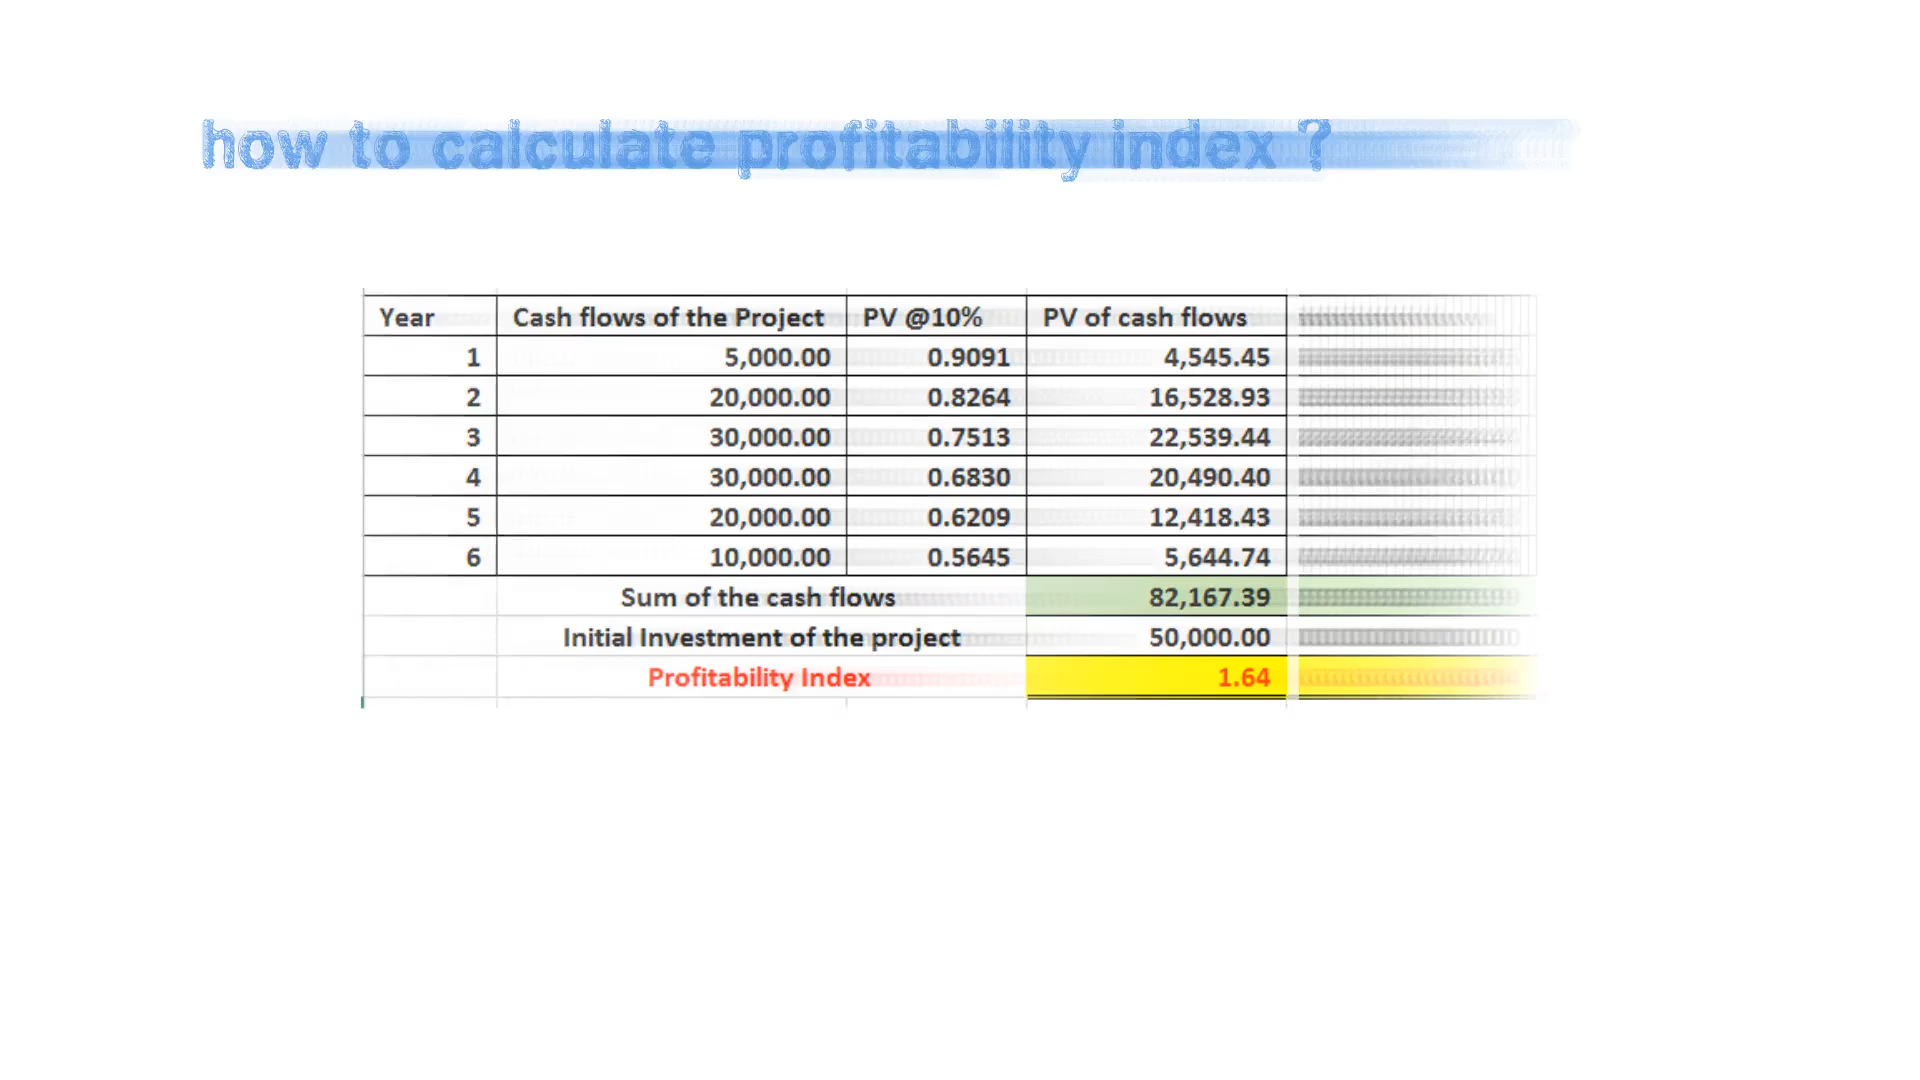 how to calculate profitability index ?
Year Cash flows of the Project PV @10% PV of cash flows
1 5,000.00 0.9091 4,545.45
2 20,000.00 0.8264 16,528.93
3 30,000.00 0.7513 22,539.44
4 30,000.00 0.6830 20,490.40
5 20,000.00 0.6209 12,418.43
6 10,000.00 0.5645 5,644.74
Sum of the cash flows 82,167.39
Initial Investment of the project 50,000.00
Profitability Index 1.64